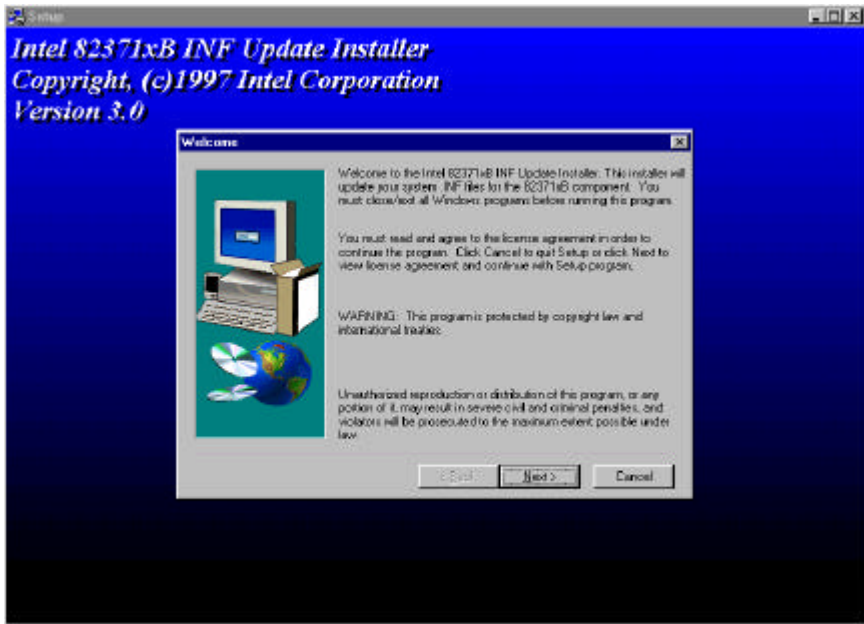 Setup
Intel 82371xB INF Update Installer
Copyright, (c)1997 Intel Corporation
Version 3.0
Welcome
Welcome to the Intel 82371xB INF Update Installer. This installer will
update your system .INF files for the 82371xB component. You
must close/exit all Windows programs before running this program.
You must read and agree to the license agreement in order to
continue the program. Click Cancel to quit Setup or click Next to
view license agreement and continue with Setup program.
WARNING: This program is protected by copyright law and
international treaties.
Unauthorized reproduction or distribution of this program, or any
portion of it, may result in severe civil and criminal penalties, and
violators will be prosecuted to the maximum extent possible under
law.
< Back
Next >
Cancel